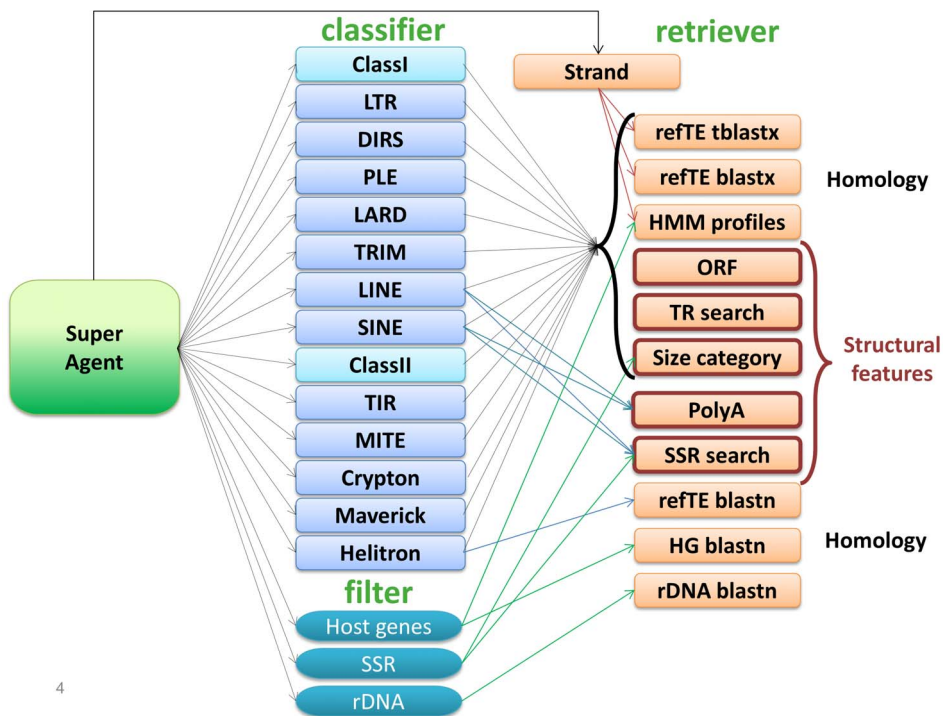 classifier
retriever
ClassI
LTR
DIRS
PLE
LARD
TRIM
LINE
SINE
ClassII
TIR
MITE
Crypton
Maverick
Helitron
filter
Host genes
SSR
rDNA
Super
Agent
Strand
refTE tblastx
refTE blastx
HMM profiles
Homology
ORF
TR search
Size category
PolyA
SSR search
Structural
features
refTE blastn
HG blastn
rDNA blastn
Homology
4